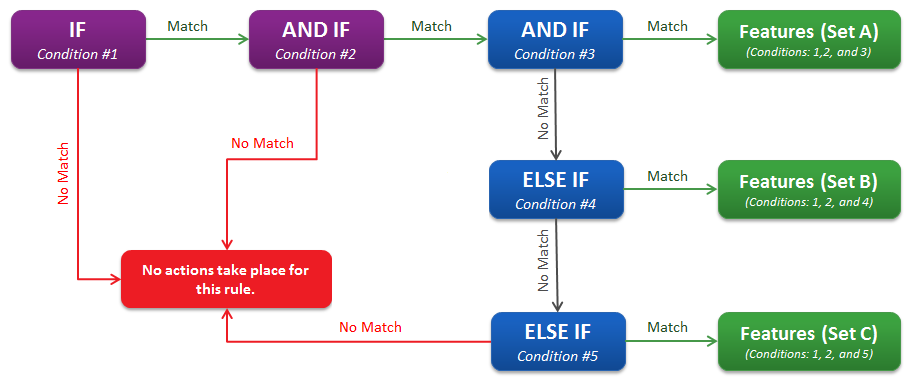 IF
Condition #1
Match
AND IF
Condition #2
Match
AND IF
Condition #3
Match
Features (Set A)
(Conditions: 1,2, and 3)
No Match
No Match
No Match
ELSE IF
Condition #4
Match
Features (Set B)
(Conditions: 1, 2, and 4)
No Match
No actions take place for
this rule.
No Match
ELSE IF
Condition #5
Match
Features (Set C)
(Conditions: 1, 2, and 5)